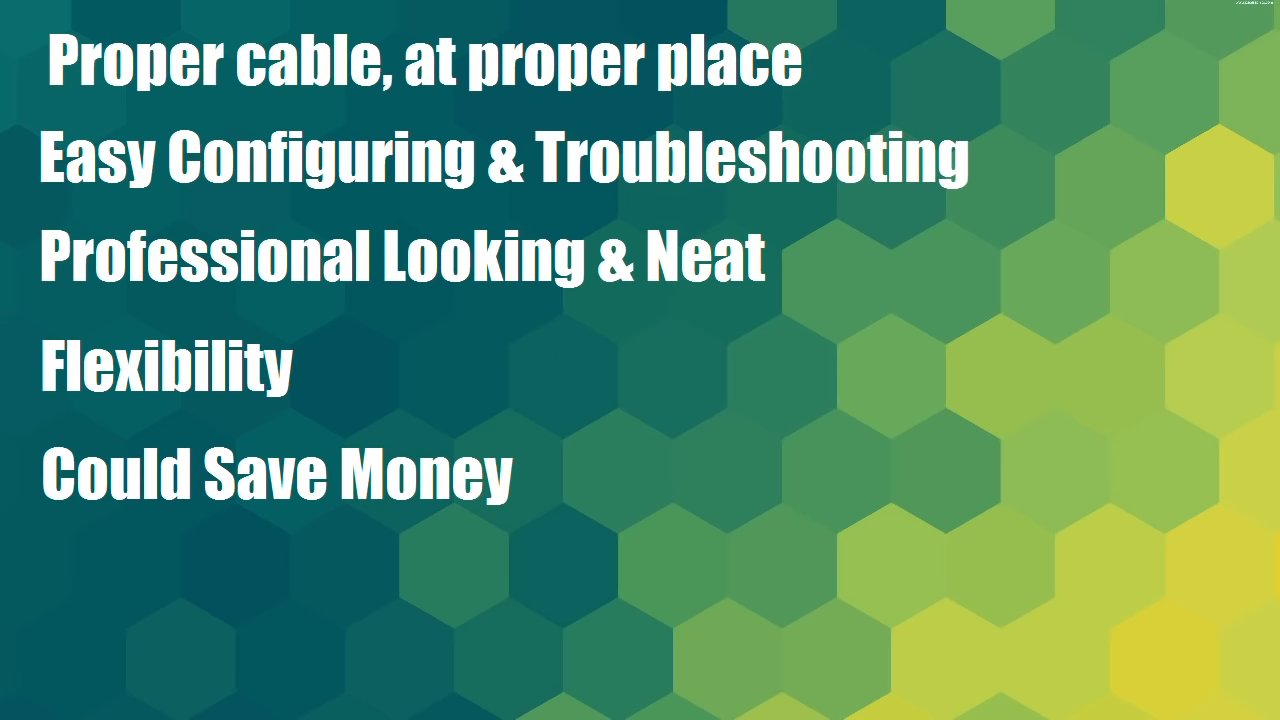 Proper cable, at proper place
Easy Configuring & Troubleshooting
Professional Looking & Neat
Flexibility
Could Save Money